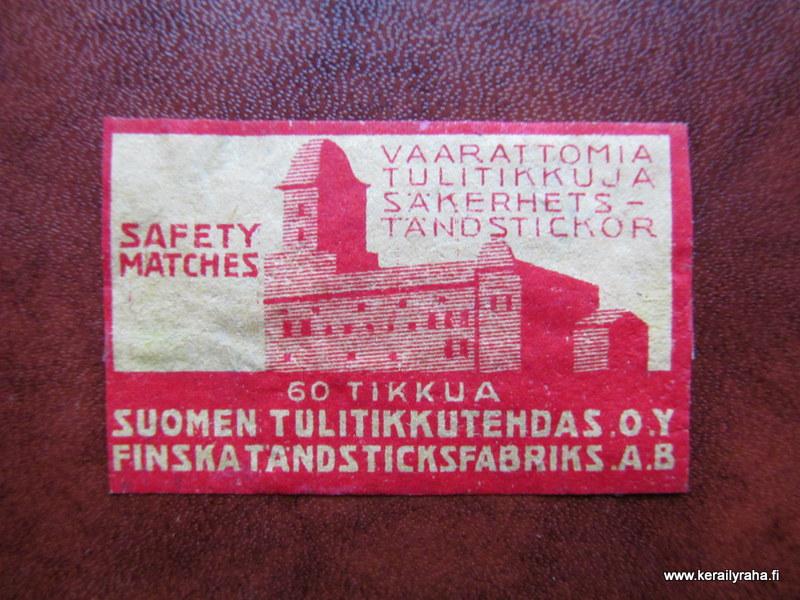 VAARATTOMIA
TULITIKKUJA
SÄKERHETS-
TÄNDSTICKOR
SAFETY
MATCHES
60 TIKKUA
SUOMEN TULITIKKUTEHDAS.O.Y
FINSKA TÄNDSTICKSFABRIKS.A.B
www.kerailyraha.fi